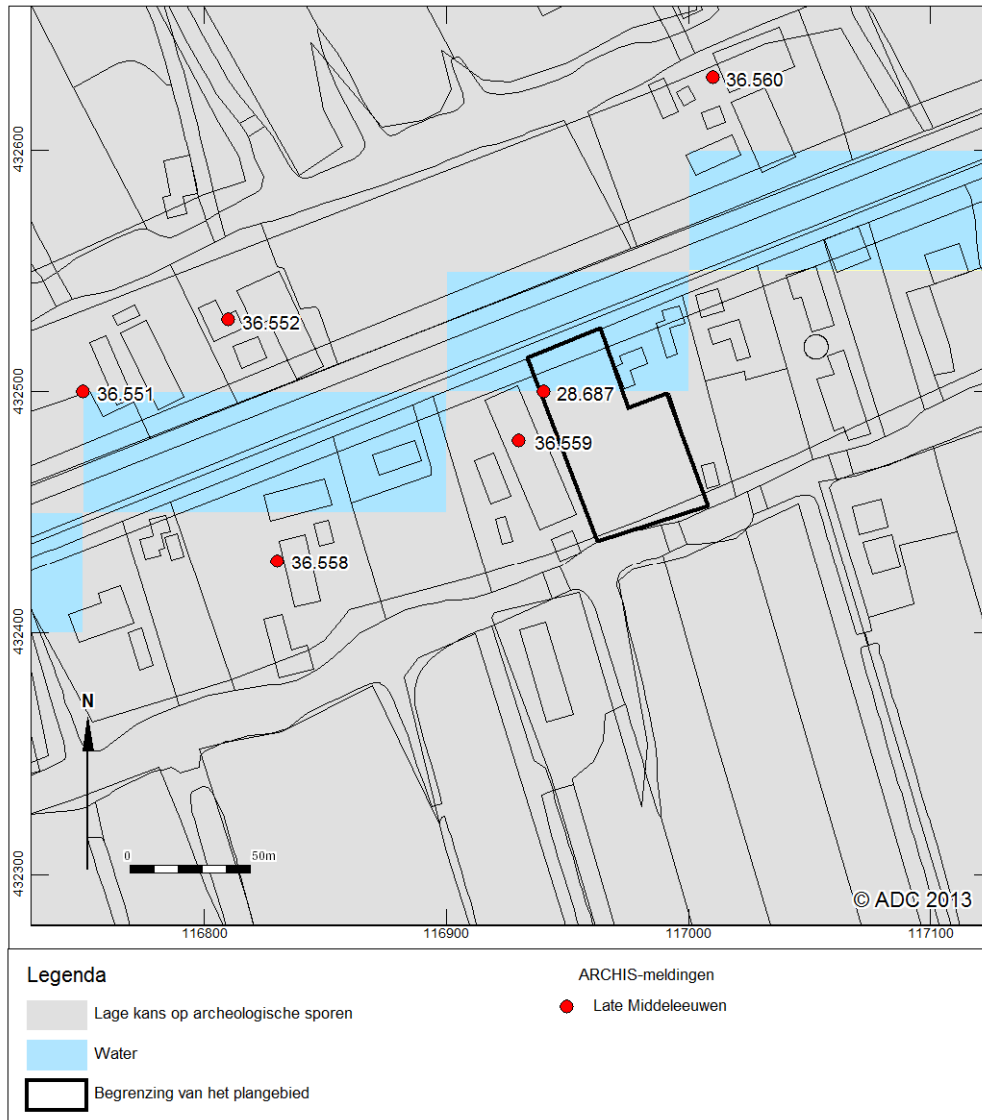 36.560
432600
36.552
36.551
432500
28.687
36.559
36.558
432400
N
0 50m
432300
© ADC 2013
116800 116900 117000 117100
Legenda
ARCHIS-meldingen
Lage kans op archeologische sporen
Late Middeleeuwen
Water
Begrenzing van het plangebied